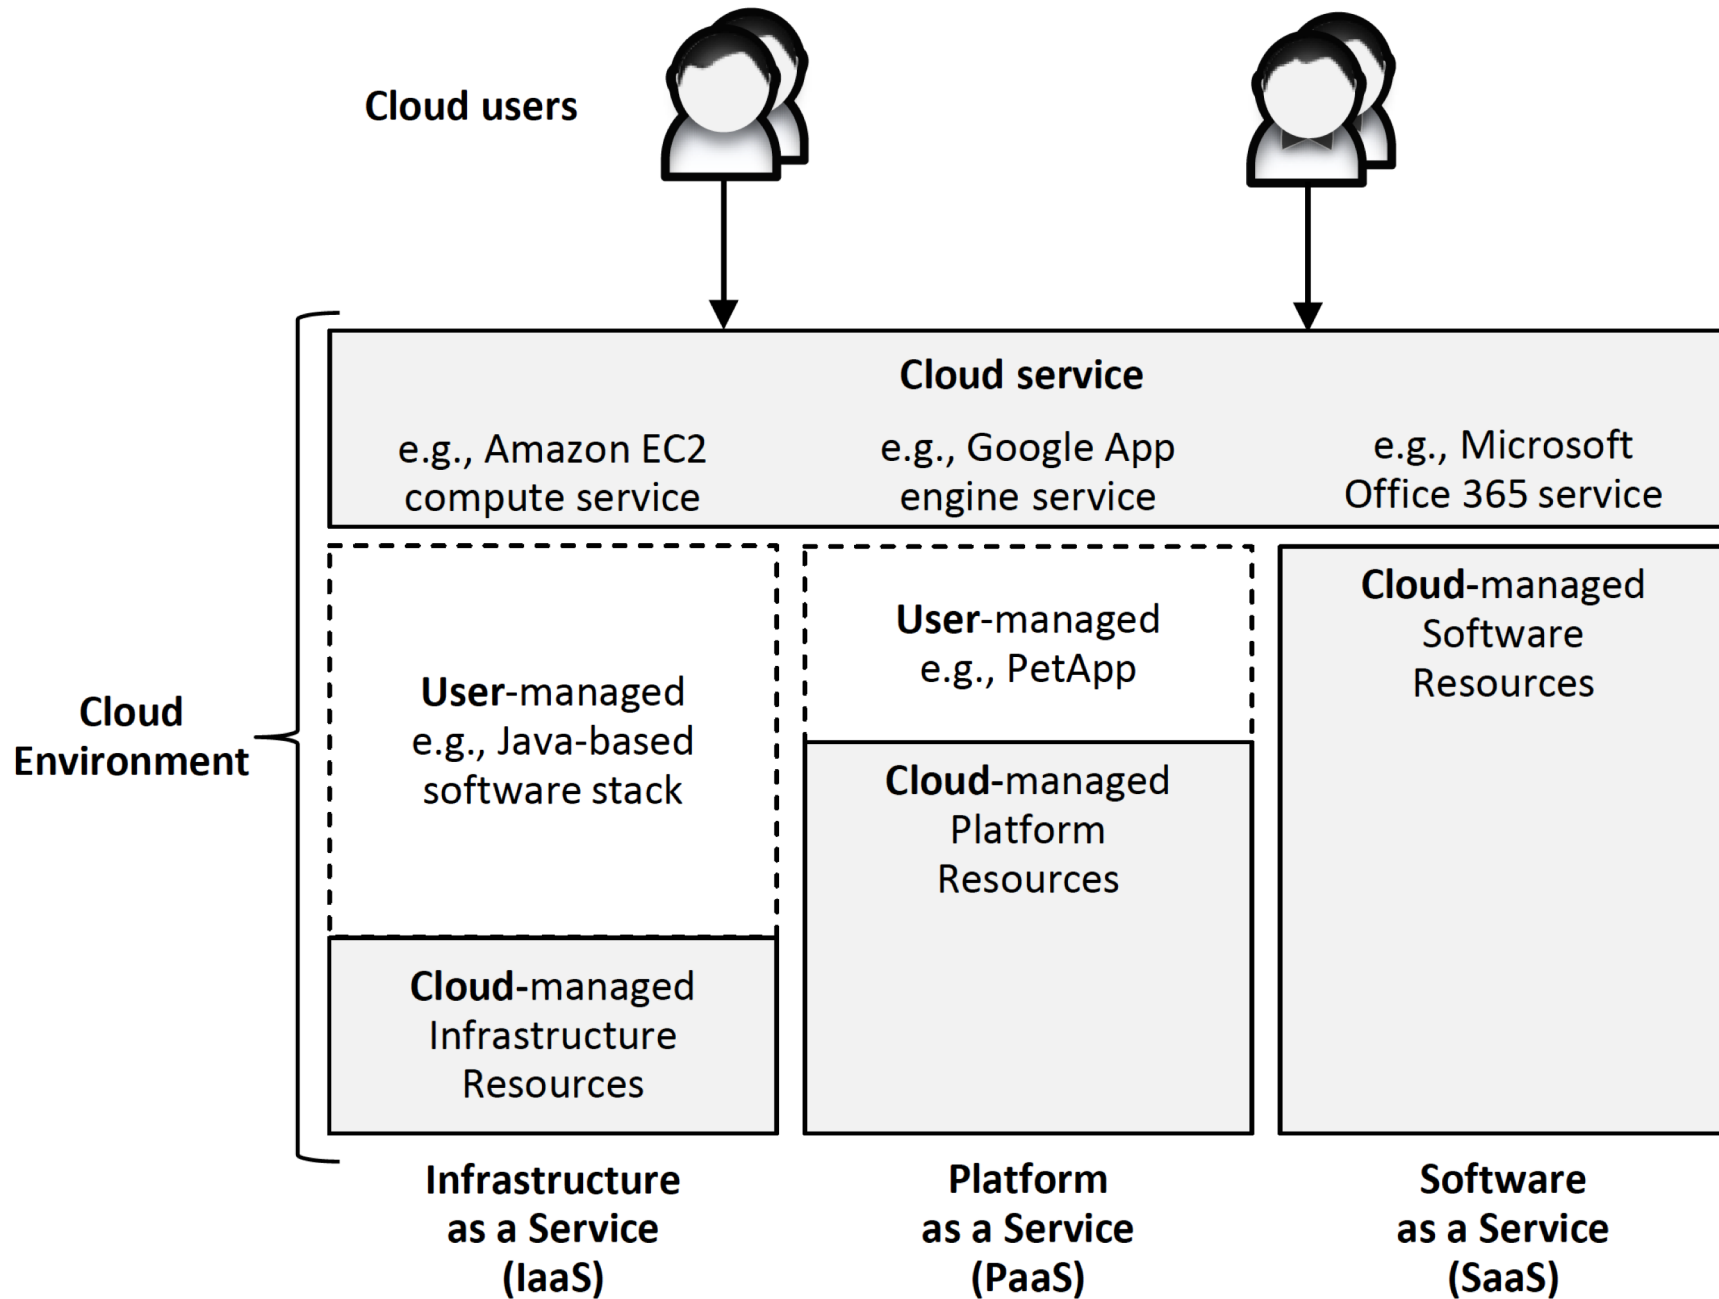 Cloud users
Cloud service
e.g., Amazon EC2
compute service
e.g., Google App
engine service
e.g., Microsoft
Office 365 service
Cloud
Environment
User-managed
e.g., Java-based
software stack
Cloud-managed
Infrastructure
Resources
User-managed
e.g., PetApp
Cloud-managed
Platform
Resources
Cloud-managed
Software
Resources
Infrastructure
as a Service
(IaaS)
Platform
as a Service
(PaaS)
Software
as a Service
(SaaS)